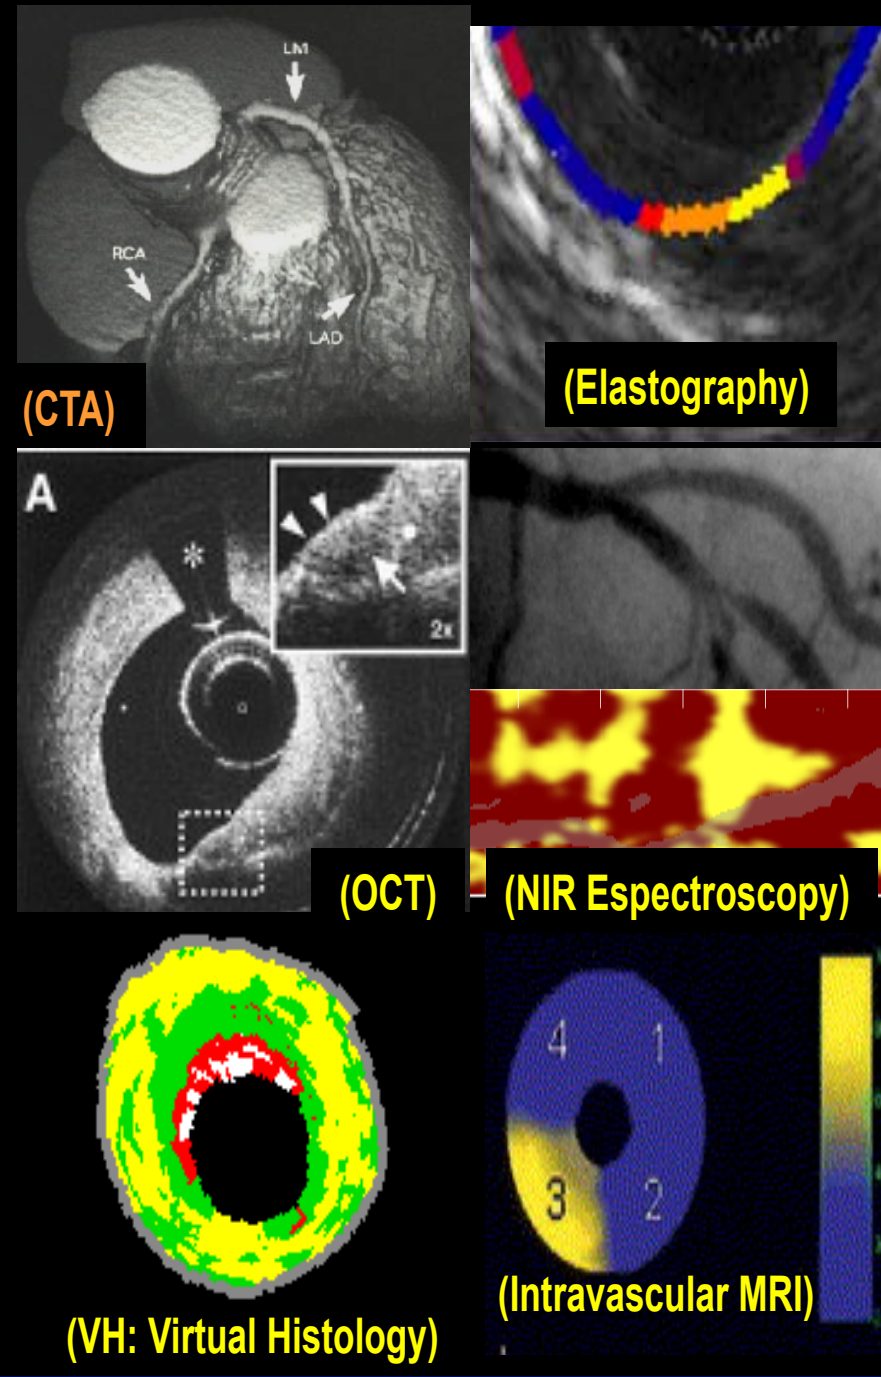 LM
RCA
LAD
(CTA)
(Elastography)
A
*
2x
(OCT)
(NIR Espectroscopy)
(VH: Virtual Histology)
4 1
3 2
(Intravascular MRI)